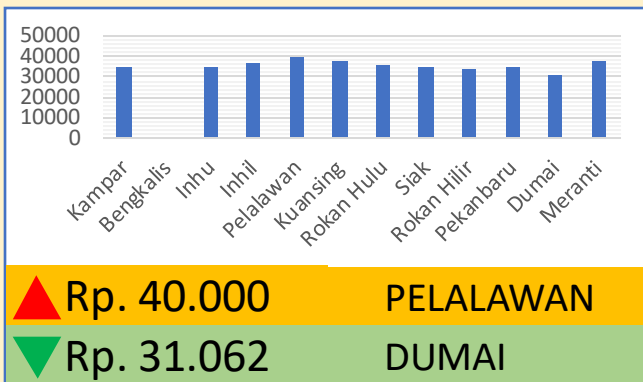 50000
40000
30000
20000
10000
0
Kampar
Bengkalis
Inhu
Inhil
Pelalawan
Kuansing
Rokan Hulu
Siak
Rokan Hilir
Pekanbaru
Dumai
Meranti
Rp. 40.000 PELALAWAN
Rp. 31.062 DUMAI